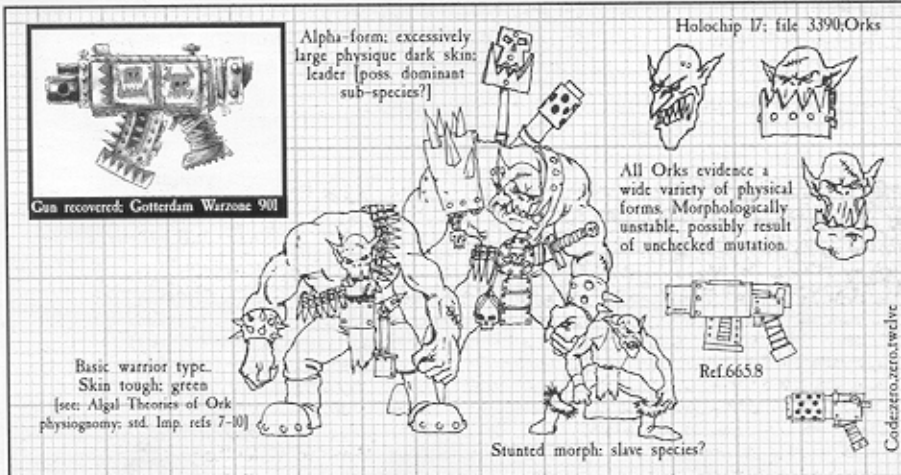 Holochip 17; file 3390;Orks
Alpha-form; excessively
large physique dark skin;
leader [poss. dominant
sub-species?]
Gun recovered; Gotterdam Warzone 901
All Orks evidence a
wide variety of physical
forms. Morphologically
unstable, possibly result
of unchecked mutation.
Ref.665.8
Basic warrior type..
Skin tough; green
[see; Algal Theories of Ork
physiognomy; std. Imp. refs 7-10]
Stunted morph: slave species?
Code;zero,zero,twelve